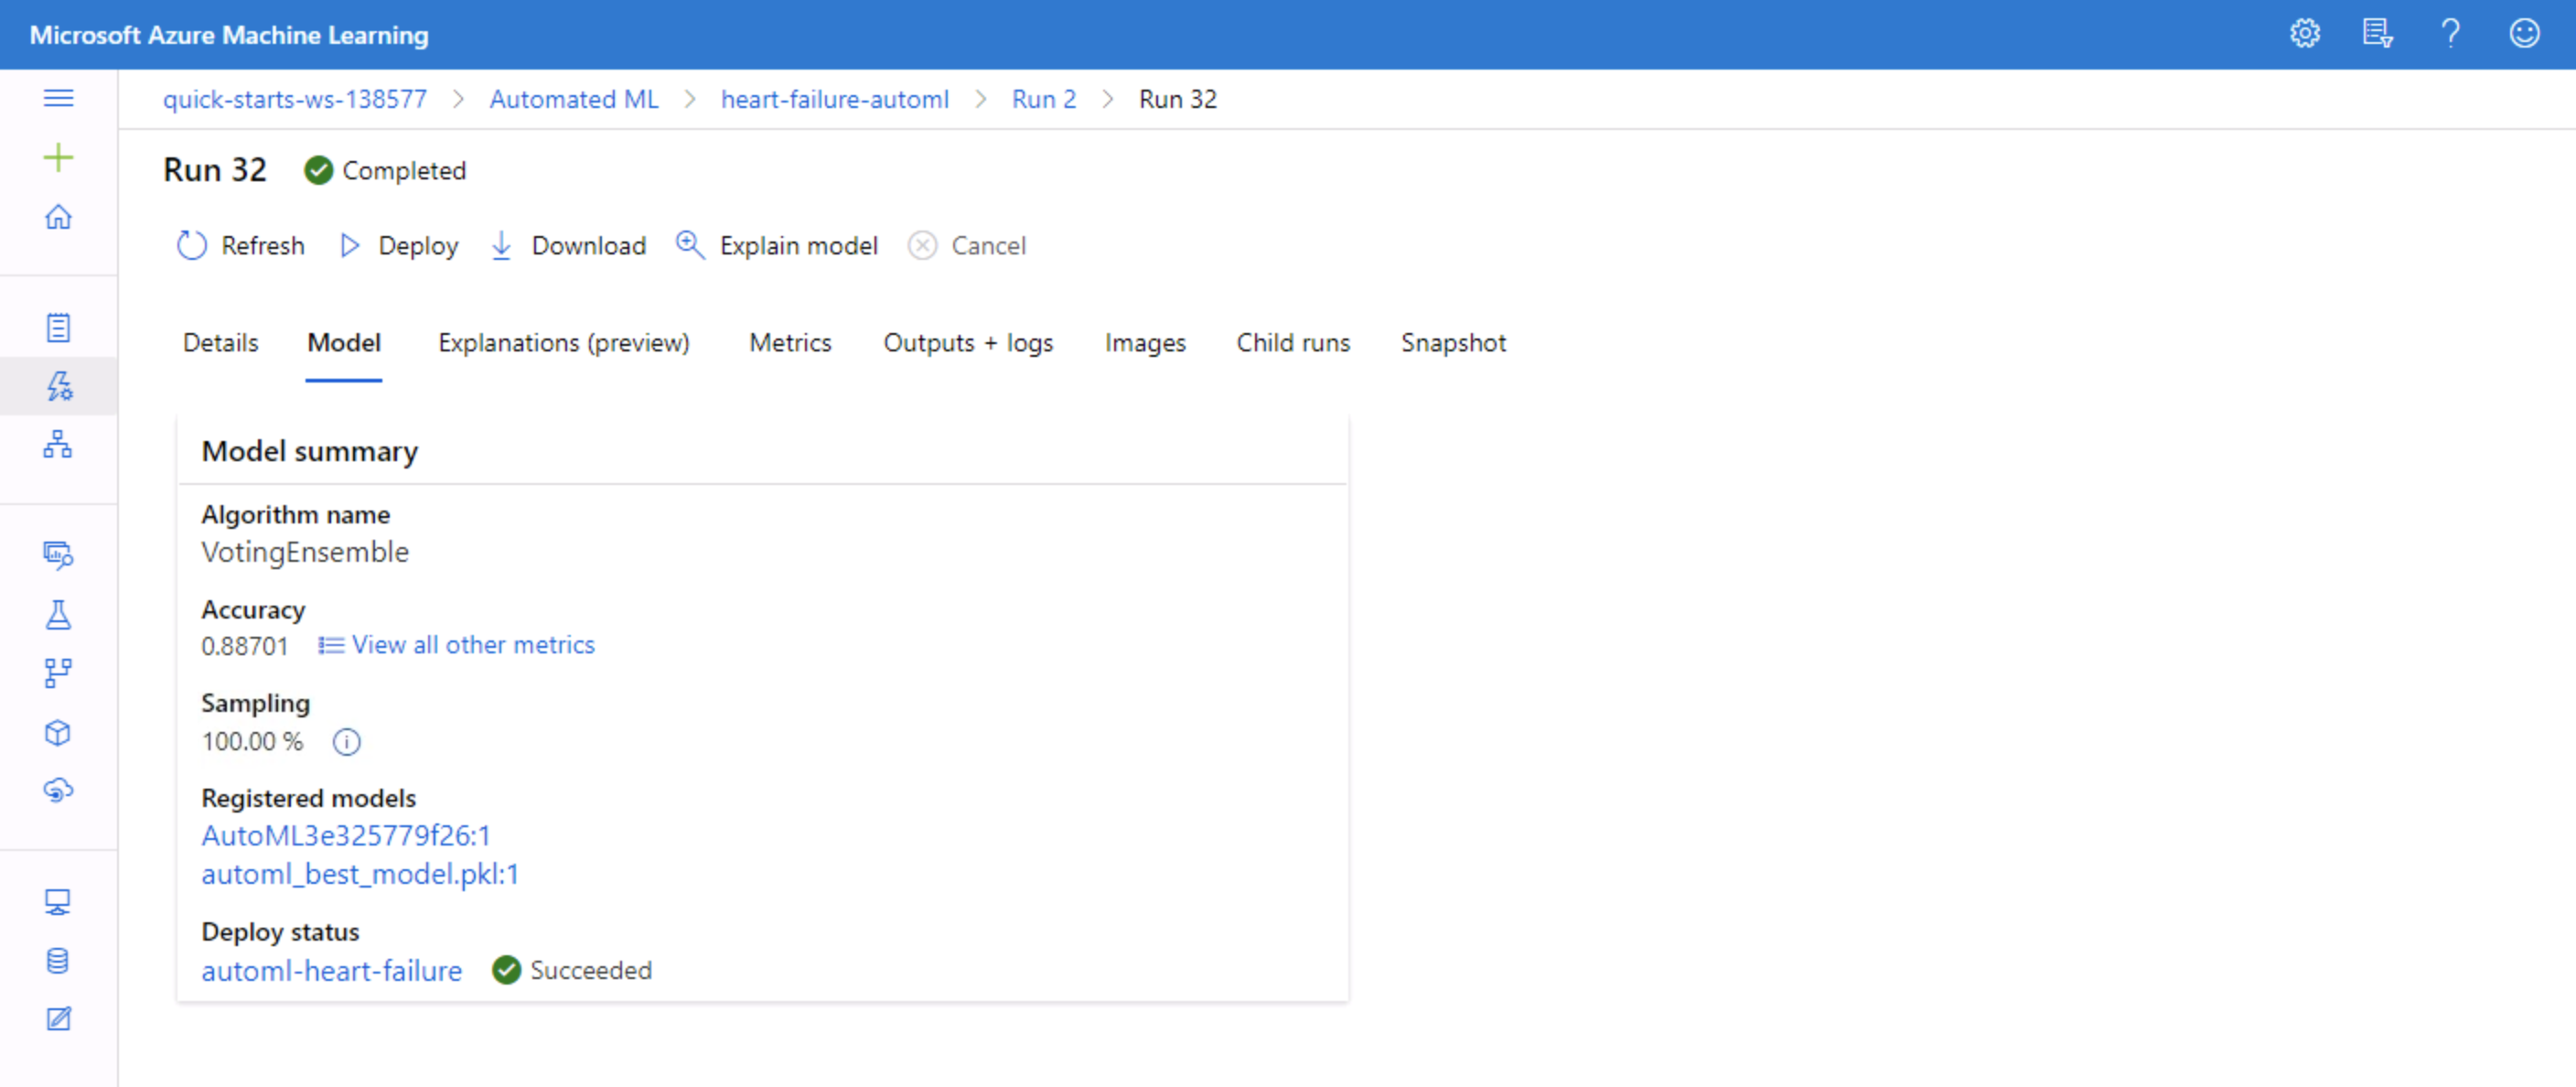 Microsoft Azure Machine Learning
quick-starts-ws-138577 > Automated ML > heart-failure-automl > Run 2 > Run 32
Run 32 Completed
Refresh Deploy Download Explain model Cancel
Details Model Explanations (preview) Metrics Outputs + logs Images Child runs Snapshot
Model summary
Algorithm name
VotingEnsemble
Accuracy
0.88701 View all other metrics
Sampling
100.00 %
Registered models
AutoML3e325779f26:1
automl_best_model.pkl:1
Deploy status
automl-heart-failure Succeeded